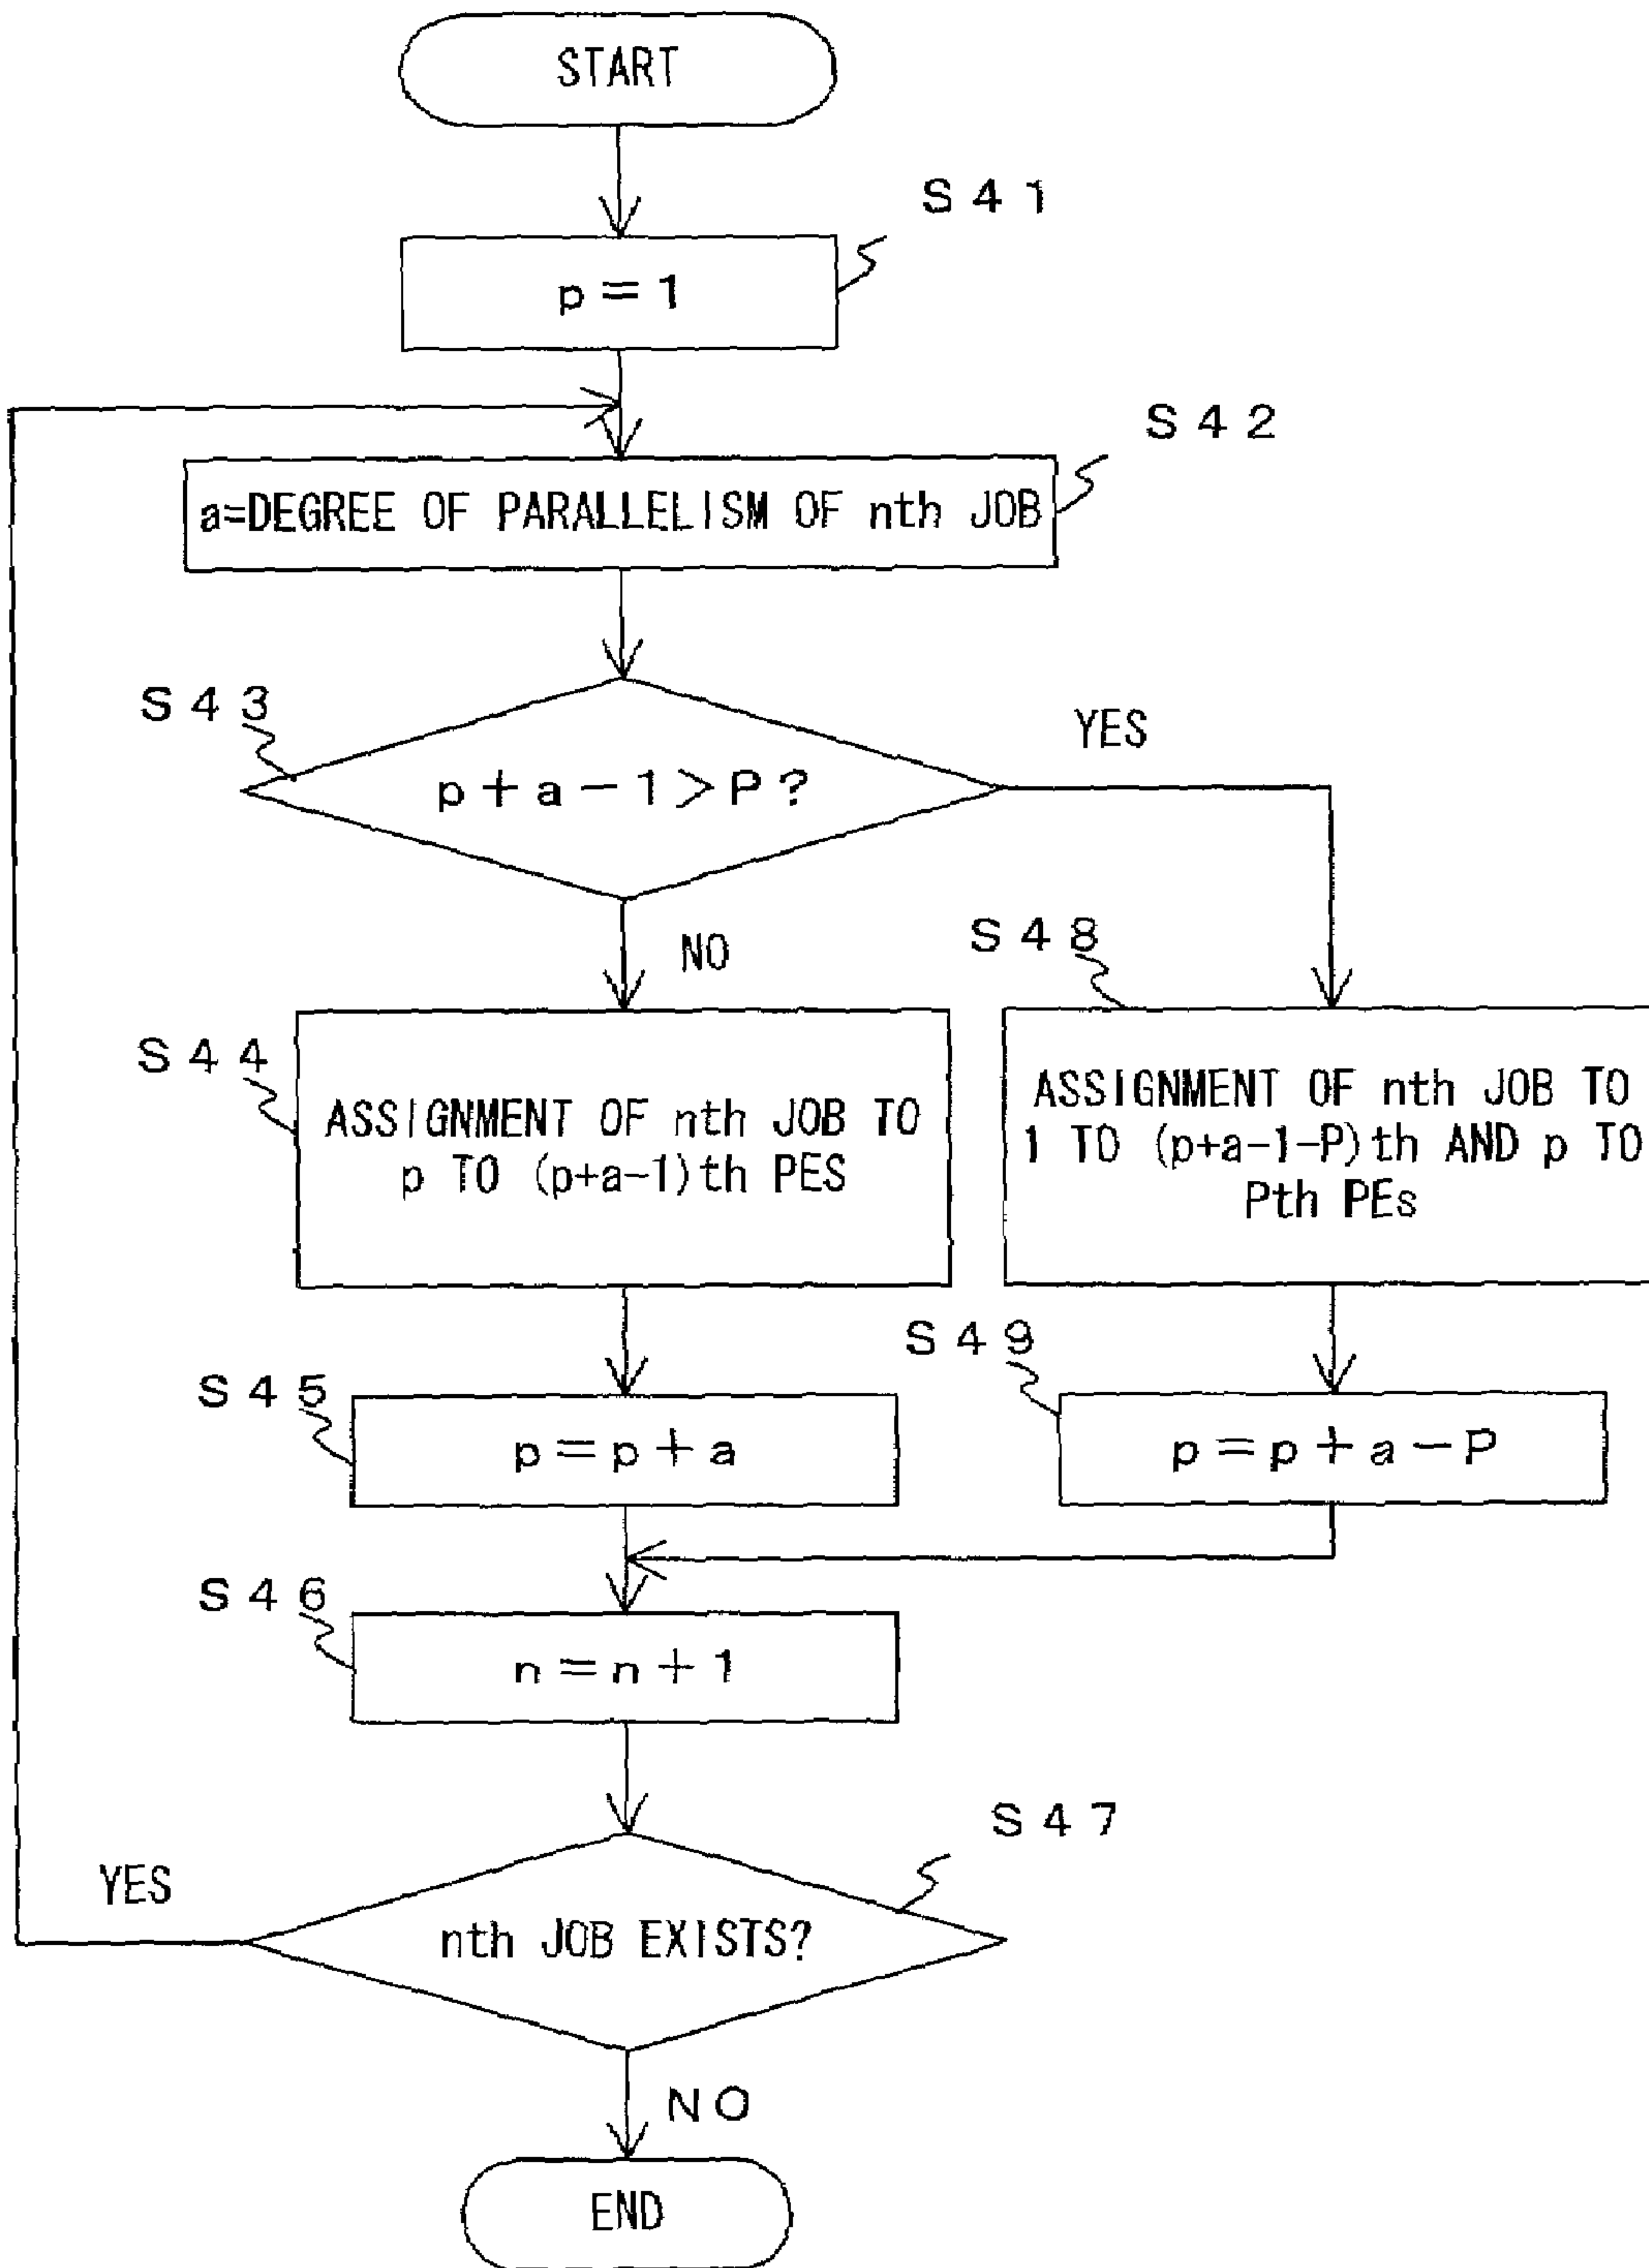 START
S41
p=1
S42
a=DEGREE OF PARALLELISM OF nth JOB
S43
p+a-1>P?
YES
NO
S44
ASSIGNMENT OF nth JOB TO
p TO (p+a-1)th PES
S48
ASSIGNMENT OF nth JOB TO
1 TO (p+a-1-P)th AND p TO
Pth PEs
S45
p=p+a
S49
p=p+a-P
S46
n=n+1
S47
nth JOB EXISTS?
YES
NO
END